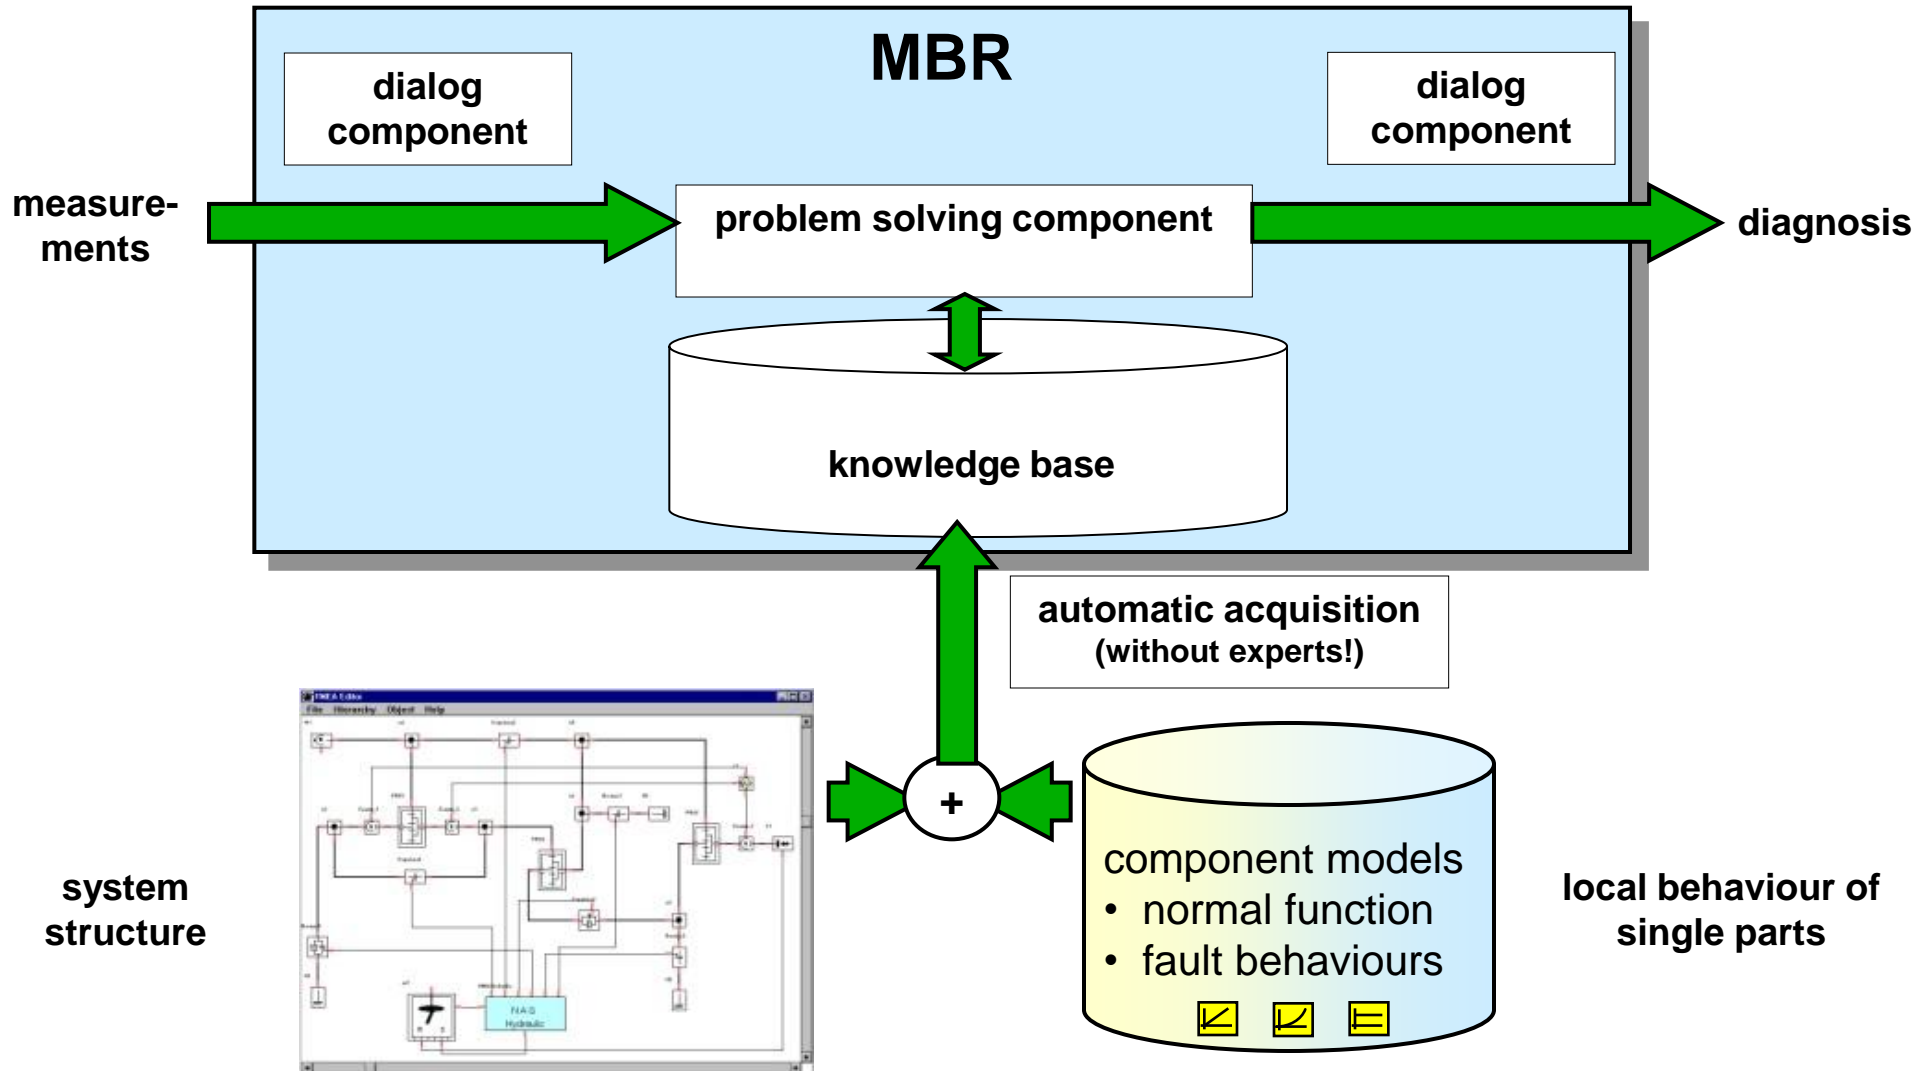 MBR
dialog
component
dialog
component
measure-
ments
problem solving component
diagnosis
knowledge base
automatic acquisition
(without experts!)
File Hierarchy Object Help
+
component models
• normal function
• fault behaviours
system
structure
local behaviour of
single parts
Hydraulic